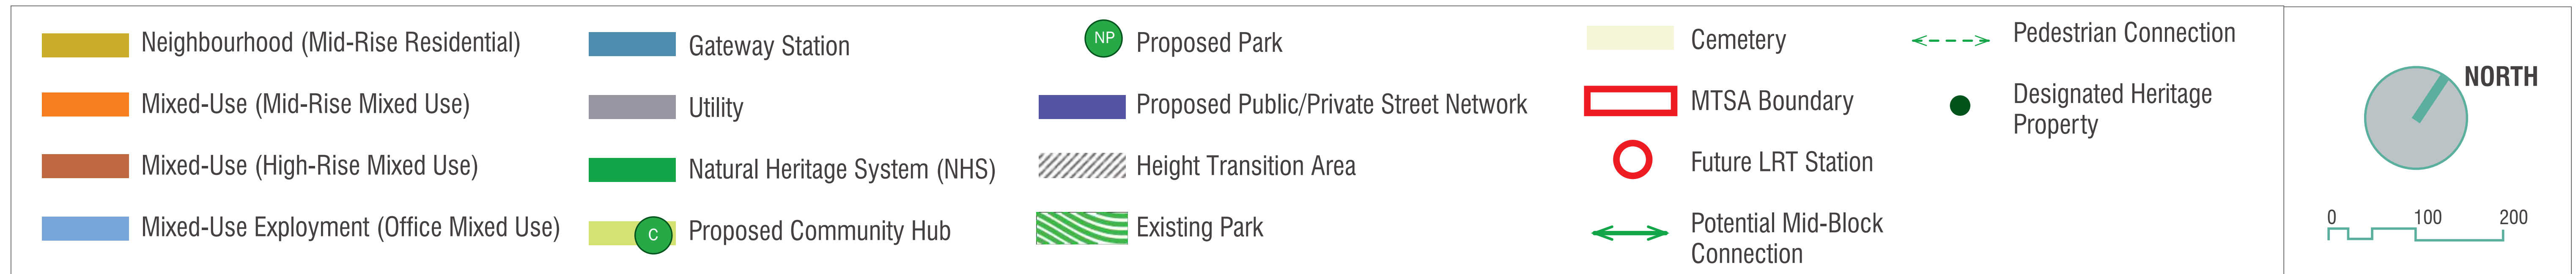 Neighbourhood (Mid-Rise Residential)
Mixed-Use (Mid-Rise Mixed Use)
Mixed-Use (High-Rise Mixed Use)
Mixed-Use Exployment (Office Mixed Use)
Gateway Station
Utility
Natural Heritage System (NHS)
C
Proposed Community Hub
NP
Proposed Park
Proposed Public/Private Street Network
Height Transition Area
Existing Park
Cemetery
MTSA Boundary
Future LRT Station
Potential Mid-Block
Connection
Pedestrian Connection
Designated Heritage
Property
NORTH
0 100 200